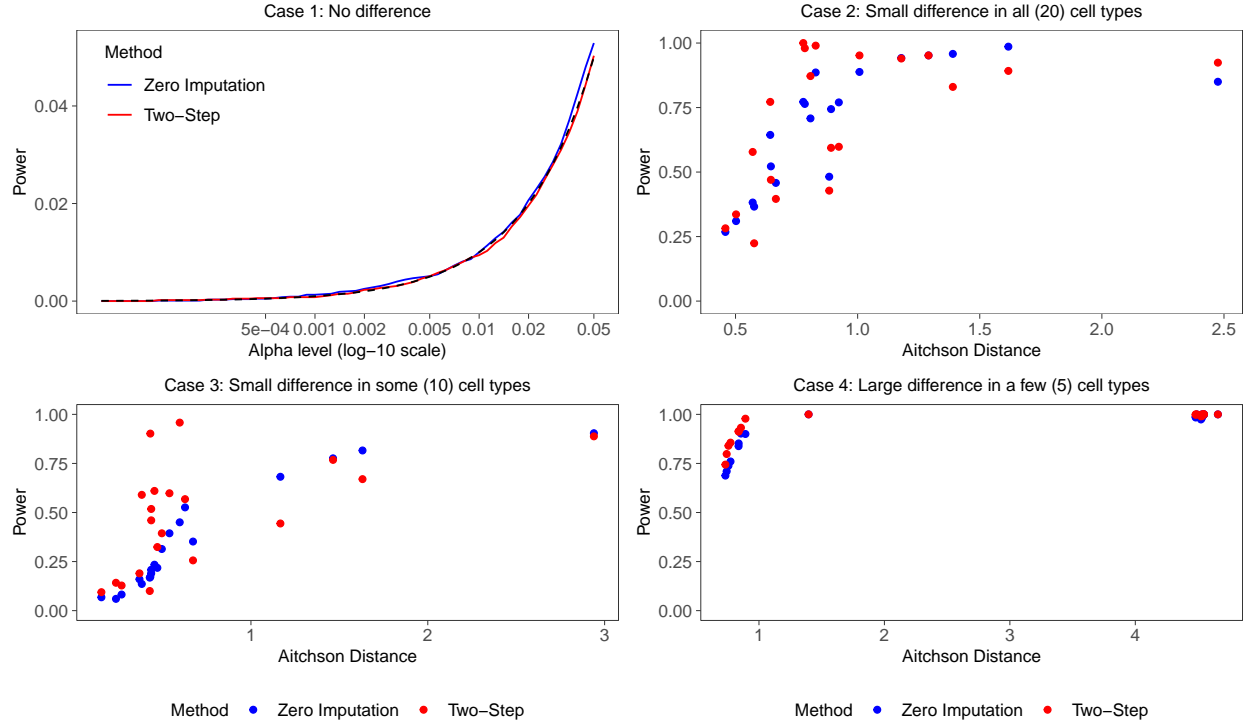 Case 1: No difference
Method
Zero Imputation
Two−Step
Power
0.04
0.02
0.00
5e−04 0.001 0.002 0.005 0.01 0.02 0.05
Alpha level (log−10 scale)
Case 2: Small difference in all (20) cell types
Power
1.00
0.75
0.50
0.25
0.00
0.5 1.0 1.5 2.0 2.5
Aitchson Distance
Case 3: Small difference in some (10) cell types
Power
1.00
0.75
0.50
0.25
0.00
1 2 3
Aitchson Distance
Method Zero Imputation Two−Step
Case 4: Large difference in a few (5) cell types
Power
1.00
0.75
0.50
0.25
0.00
1 2 3 4
Aitchson Distance
Method Zero Imputation Two−Step